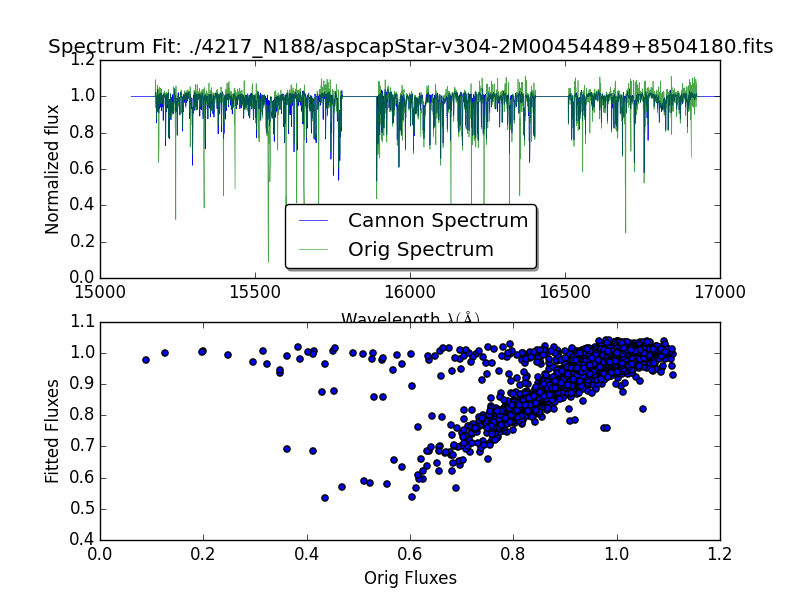 Spectrum Fit: ./4217_N188/aspcapStar-v304-2M00454489+8504180.fits
1.2
1.0
0.8
0.6
0.4
0.2
0.0
Normalized flux
Cannon Spectrum
Orig Spectrum
15000 15500 16000 16500 17000
Wavelength λ(Å)
1.1
1.0
0.9
0.8
0.7
0.6
0.5
0.4
Fitted Fluxes
0.0 0.2 0.4 0.6 0.8 1.0 1.2
Orig Fluxes